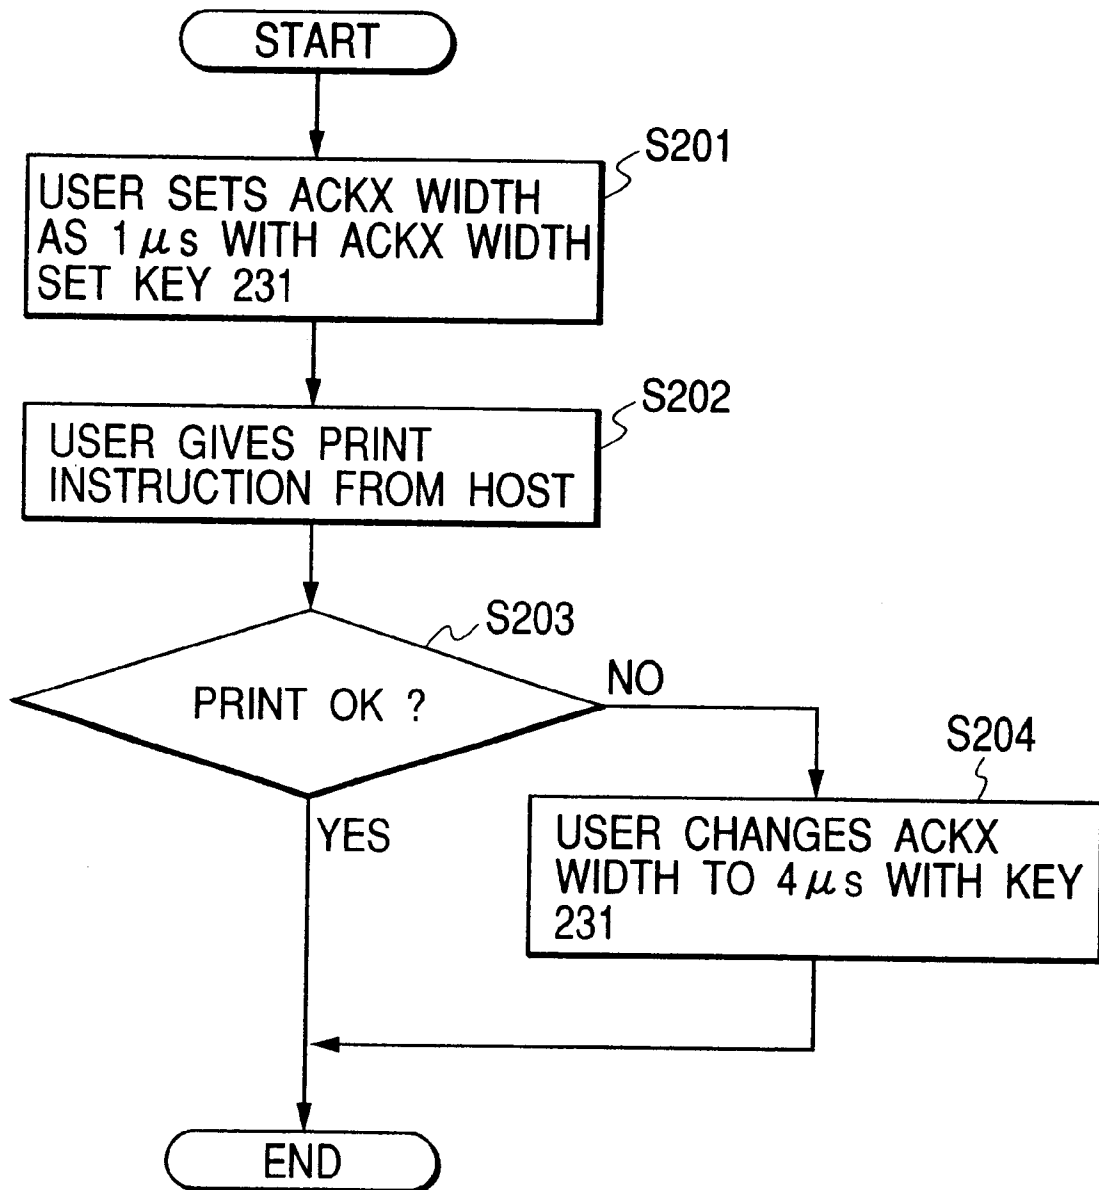 START
S201
USER SETS ACKX WIDTH
AS 1μs WITH ACKX WIDTH
SET KEY 231
S202
USER GIVES PRINT
INSTRUCTION FROM HOST
S203
PRINT OK ?
NO
YES
S204
USER CHANGES ACKX
WIDTH TO 4μs WITH KEY
231
END